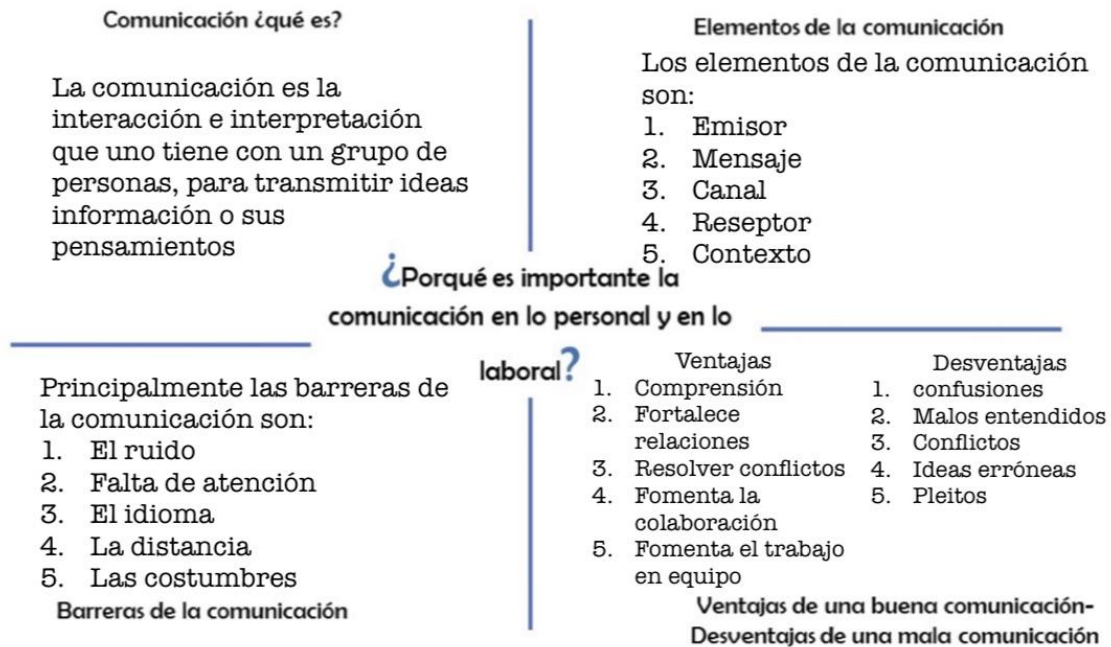 Comunicación ¿qué es?
La comunicación es la
interacción e interpretación
que uno tiene con un grupo de
personas, para transmitir ideas
información o sus
pensamientos
Elementos de la comunicación
Los elementos de la comunicación
son:
1. Emisor
2. Mensaje
3. Canal
4. Reseptor
5. Contexto
¿Porqué es importante la
comunicación en lo personal y en lo
laboral?
Principalmente las barreras de
la comunicación son:
1. El ruido
2. Falta de atención
3. El idioma
4. La distancia
5. Las costumbres
Barreras de la comunicación
Ventajas
1. Comprensión
2. Fortalece
relaciones
3. Resolver conflictos
4. Fomenta la
colaboración
5. Fomenta el trabajo
en equipo
Desventajas
1. confusiones
2. Malos entendidos
3. Conflictos
4. Ideas erróneas
5. Pleitos
Ventajas de una buena comunicación-
Desventajas de una mala comunicación